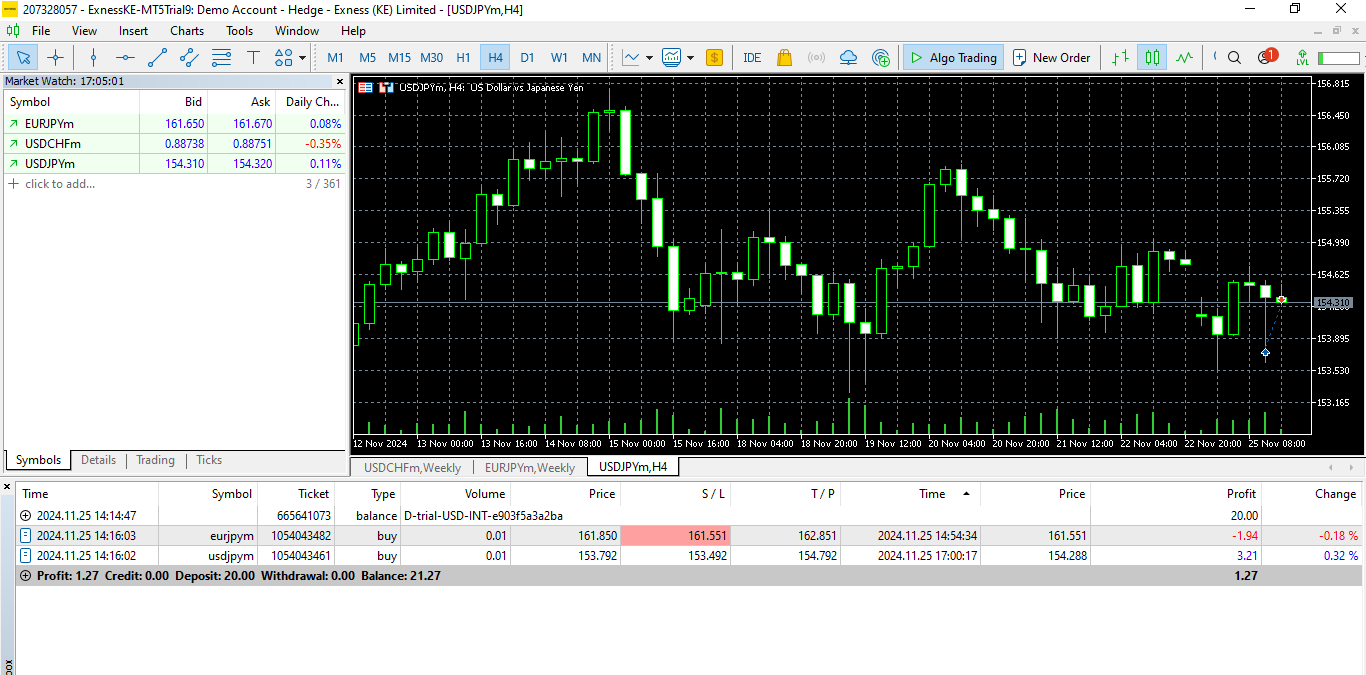 207328057 - ExnessKE-MT5Trial9: Demo Account - Hedge - Exness (KE) Limited - [USDJPYm,H4]
File View Insert Charts Tools Window Help
M1 M5 M15 M30 H1 H4 D1 W1 MN $ IDE Algo Trading New Order 1 LVL
Market Watch: 17:05:01
Symbol Bid Ask Daily Ch...
EURJPYm 161.650 161.670 0.08%
USDCHFm 0.88738 0.88751 -0.35%
USDJPYm 154.310 154.320 0.11%
click to add... 3 / 361
Symbols Details Trading Ticks
USDJPYm, H4: US Dollar vs Japanese Yen
156.815
156.450
156.085
155.720
155.355
154.990
154.625
154.310
153.895
153.530
153.165
12 Nov 2024 13 Nov 00:00 13 Nov 16:00 14 Nov 08:00 15 Nov 00:00 15 Nov 16:00 18 Nov 04:00 18 Nov 20:00 19 Nov 12:00 20 Nov 04:00 20 Nov 20:00 21 Nov 12:00 22 Nov 04:00 22 Nov 20:00 25 Nov 08:00
USDCHFm,Weekly EURJPYm,Weekly USDJPYm,H4
Time Symbol Ticket Type Volume Price S / L T / P Time Price Profit Change
2024.11.25 14:14:47 665641073 balance D-trial-USD-INT-e903f5a3a2ba 20.00
2024.11.25 14:16:03 eurjpym 1054043482 buy 0.01 161.850 161.551 162.851 2024.11.25 14:54:34 161.551 -1.94 -0.18 %
2024.11.25 14:16:02 usdjpym 1054043461 buy 0.01 153.792 153.492 154.792 2024.11.25 17:00:17 154.288 3.21 0.32 %
Profit: 1.27 Credit: 0.00 Deposit: 20.00 Withdrawal: 0.00 Balance: 21.27 1.27